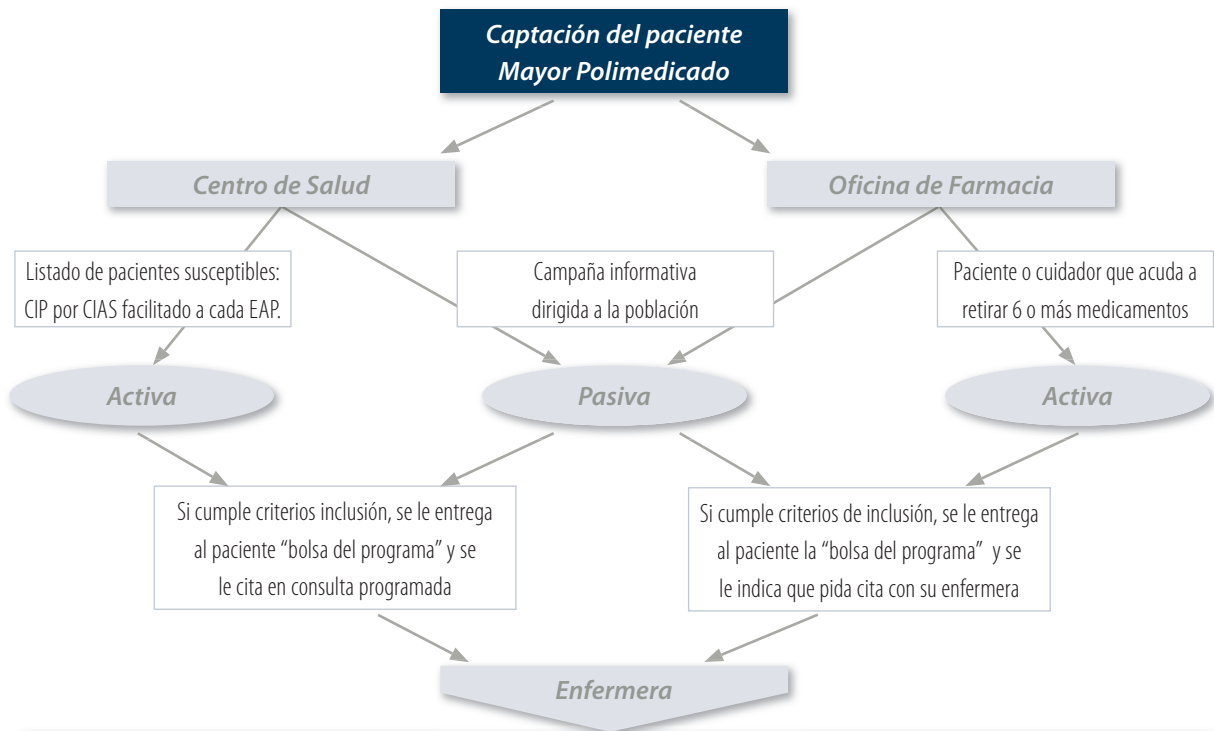 Captación del paciente
Mayor Polimedicado
Centro de Salud
Oficina de Farmacia
Listado de pacientes susceptibles:
CIP por CIAS facilitado a cada EAP.
Campaña informativa
dirigida a la población
Paciente o cuidador que acuda a
retirar 6 o más medicamentos
Activa
Pasiva
Activa
Si cumple criterios inclusión, se le entrega
al paciente “bolsa del programa” y se
le cita en consulta programada
Si cumple criterios de inclusión, se le entrega
al paciente la “bolsa del programa” y se
le indica que pida cita con su enfermera
Enfermera